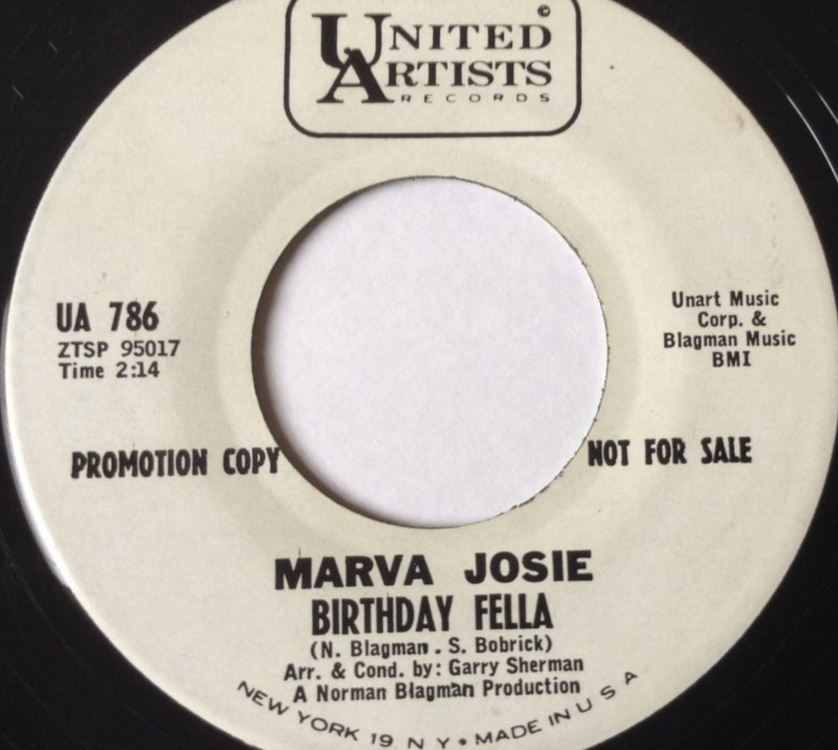 ©
UNITED
ARTISTS
RECORDS
UA 786
ZTSP 95017
Time 2:14
Unart Music
Corp. &
Blagman Music
BMI
PROMOTION COPY
NOT FOR SALE
MARVA JOSIE
BIRTHDAY FELLA
(N. Blagman . S. Bobrick)
Arr. & Cond. by: Garry Sherman
A Norman Blagman Production
NEW YORK 19 N Y • MADE IN U S A